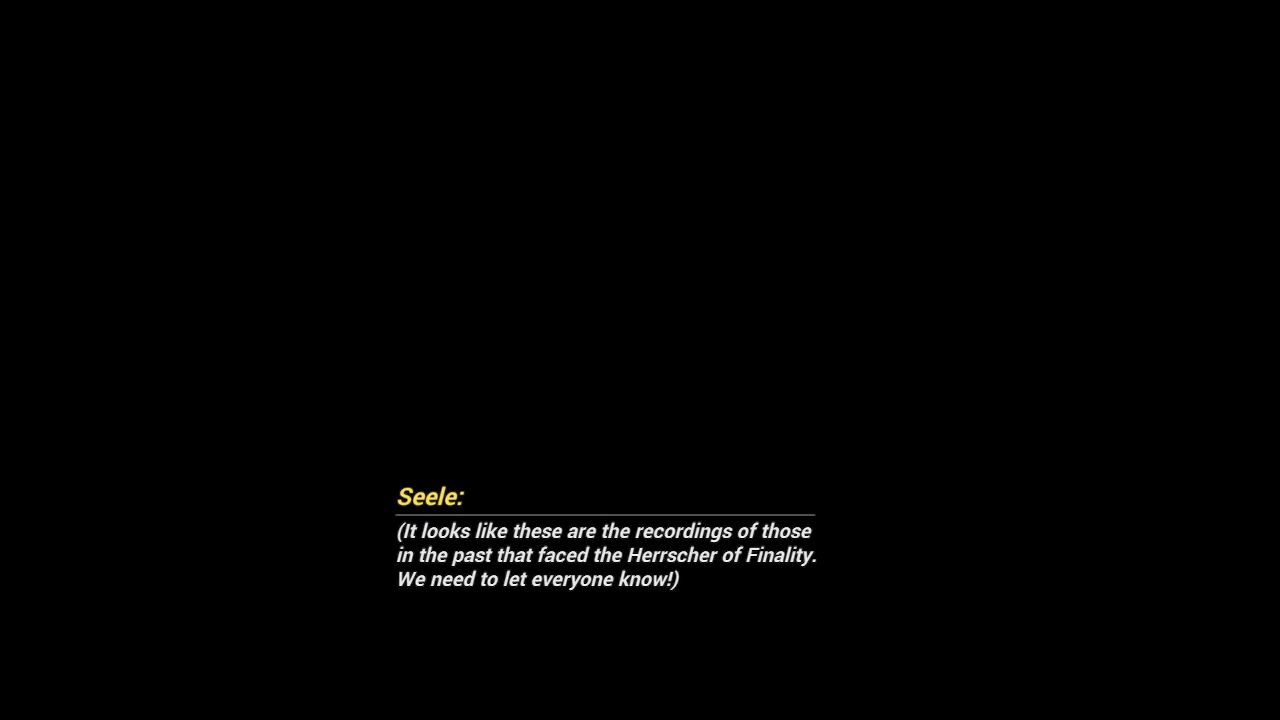 Seele:
(It looks like these are the recordings of those
in the past that faced the Herrscher of Finality.
We need to let everyone know!)